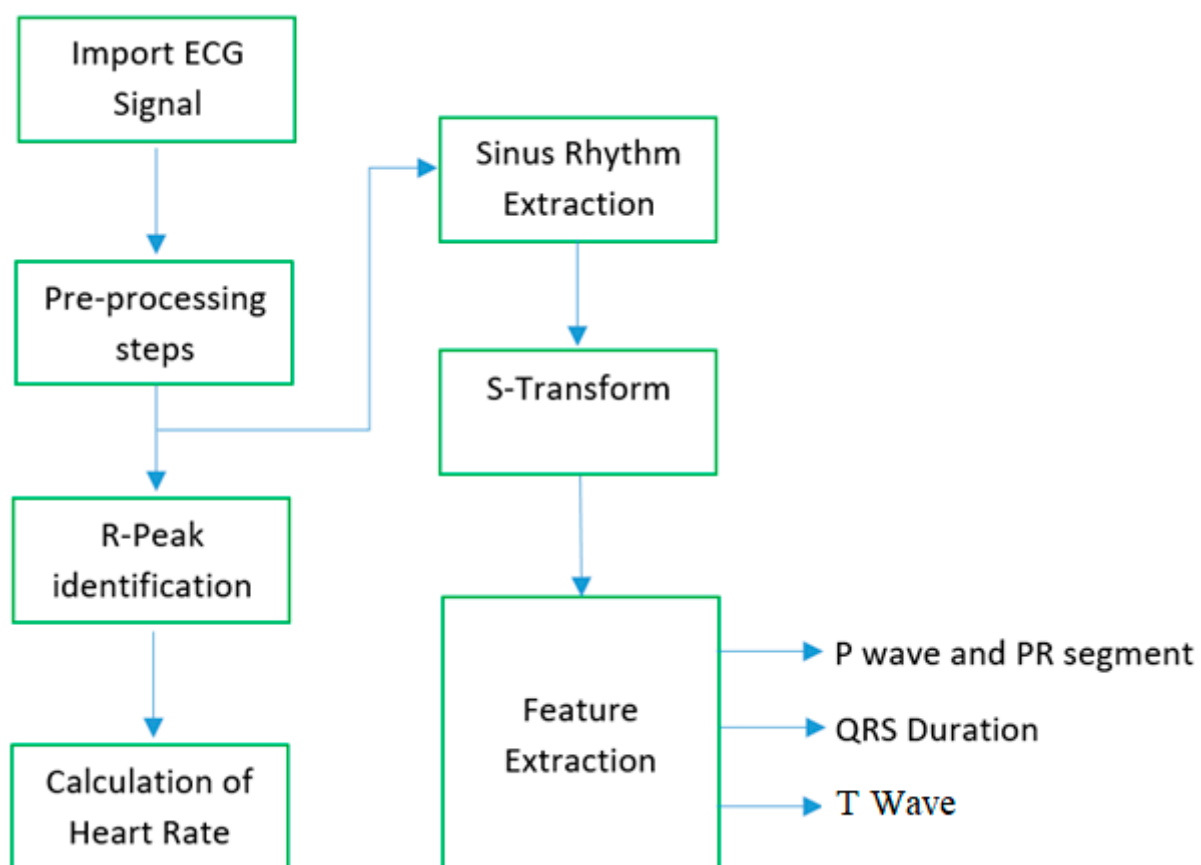 Import ECG
Signal
Pre-processing
steps
R-Peak
identification
Calculation of
Heart Rate
Sinus Rhythm
Extraction
S-Transform
Feature
Extraction
P wave and PR segment
QRS Duration
T Wave